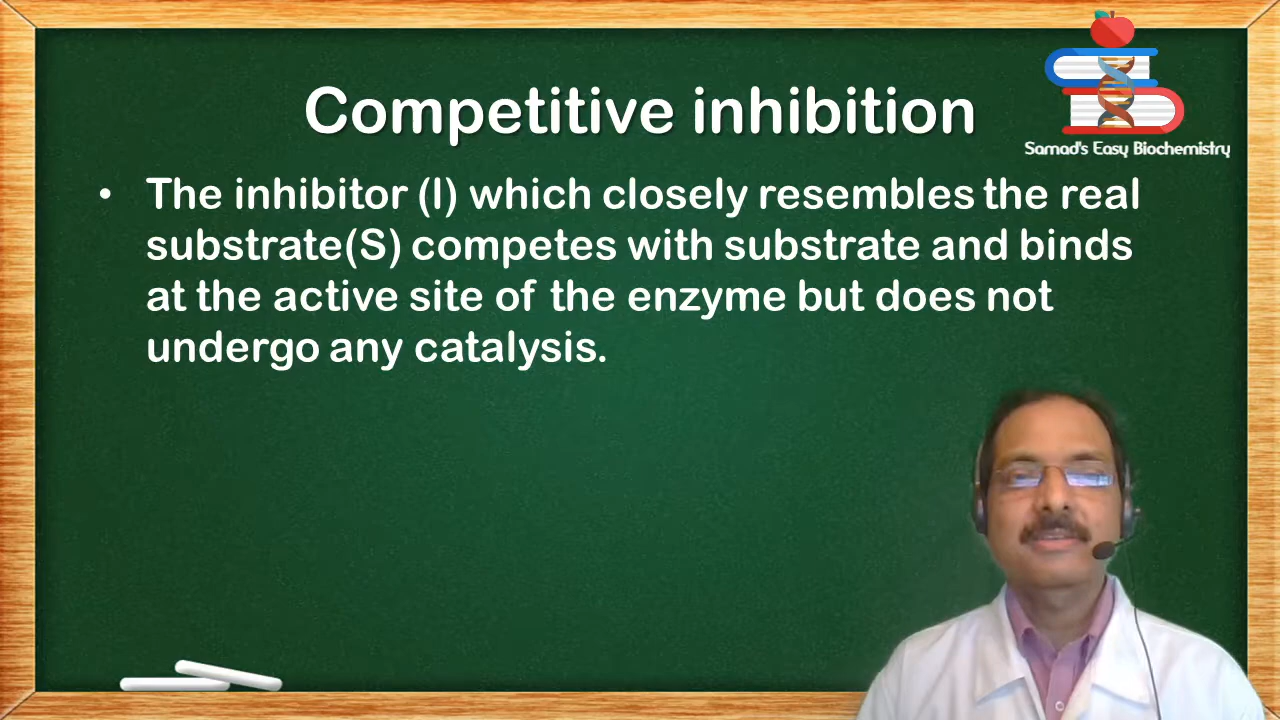 Competitive inhibition
Samad's Easy Biochemistry
• The inhibitor (I) which closely resembles the real
substrate(S) competes with substrate and binds
at the active site of the enzyme but does not
undergo any catalysis.